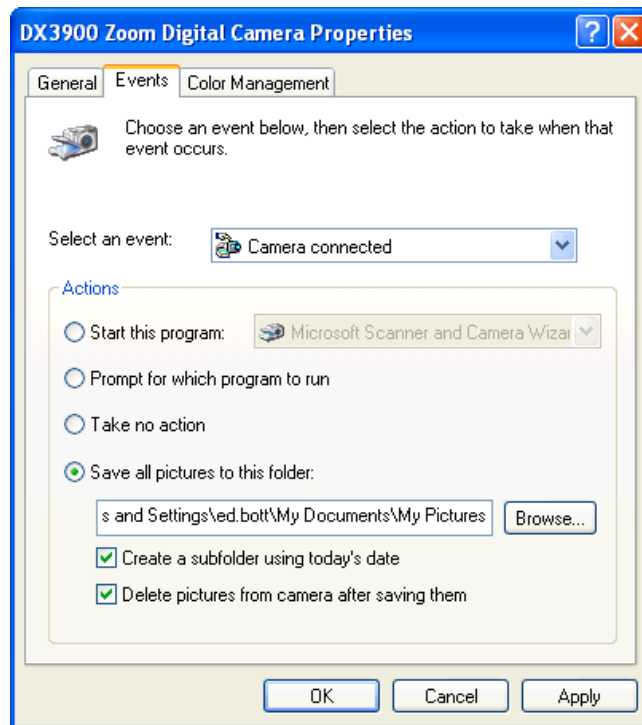 DX3900 Zoom Digital Camera Properties
General Events Color Management
Choose an event below, then select the action to take when that
event occurs.
Select an event: Camera connected
Actions
Start this program: Microsoft Scanner and Camera Wizar
Prompt for which program to run
Take no action
Save all pictures to this folder:
s and Settings\ed.bott\My Documents\My Pictures Browse...
Create a subfolder using today's date
Delete pictures from camera after saving them
OK Cancel Apply